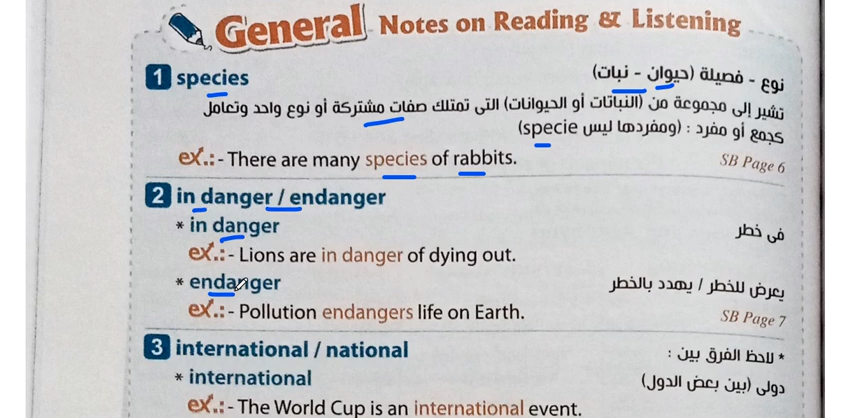 General Notes on Reading & Listening
1 species نوع - فصيلة (حيوان - نبات)
تشير إلى مجموعة من (النباتات أو الحيوانات) التى تمتلك صفات مشتركة أو نوع واحد وتعامل
كجمع أو مفرد : (ومفردها ليس specie)
ex.:- There are many species of rabbits. SB Page 6
2 in danger / endanger
* in danger فى خطر
ex.:- Lions are in danger of dying out.
* endanger يعرض للخطر / يهدد بالخطر
ex.:- Pollution endangers life on Earth. SB Page 7
3 international / national * لاحظ الفرق بين :
* international دولى (بين بعض الدول)
ex.:- The World Cup is an international event.